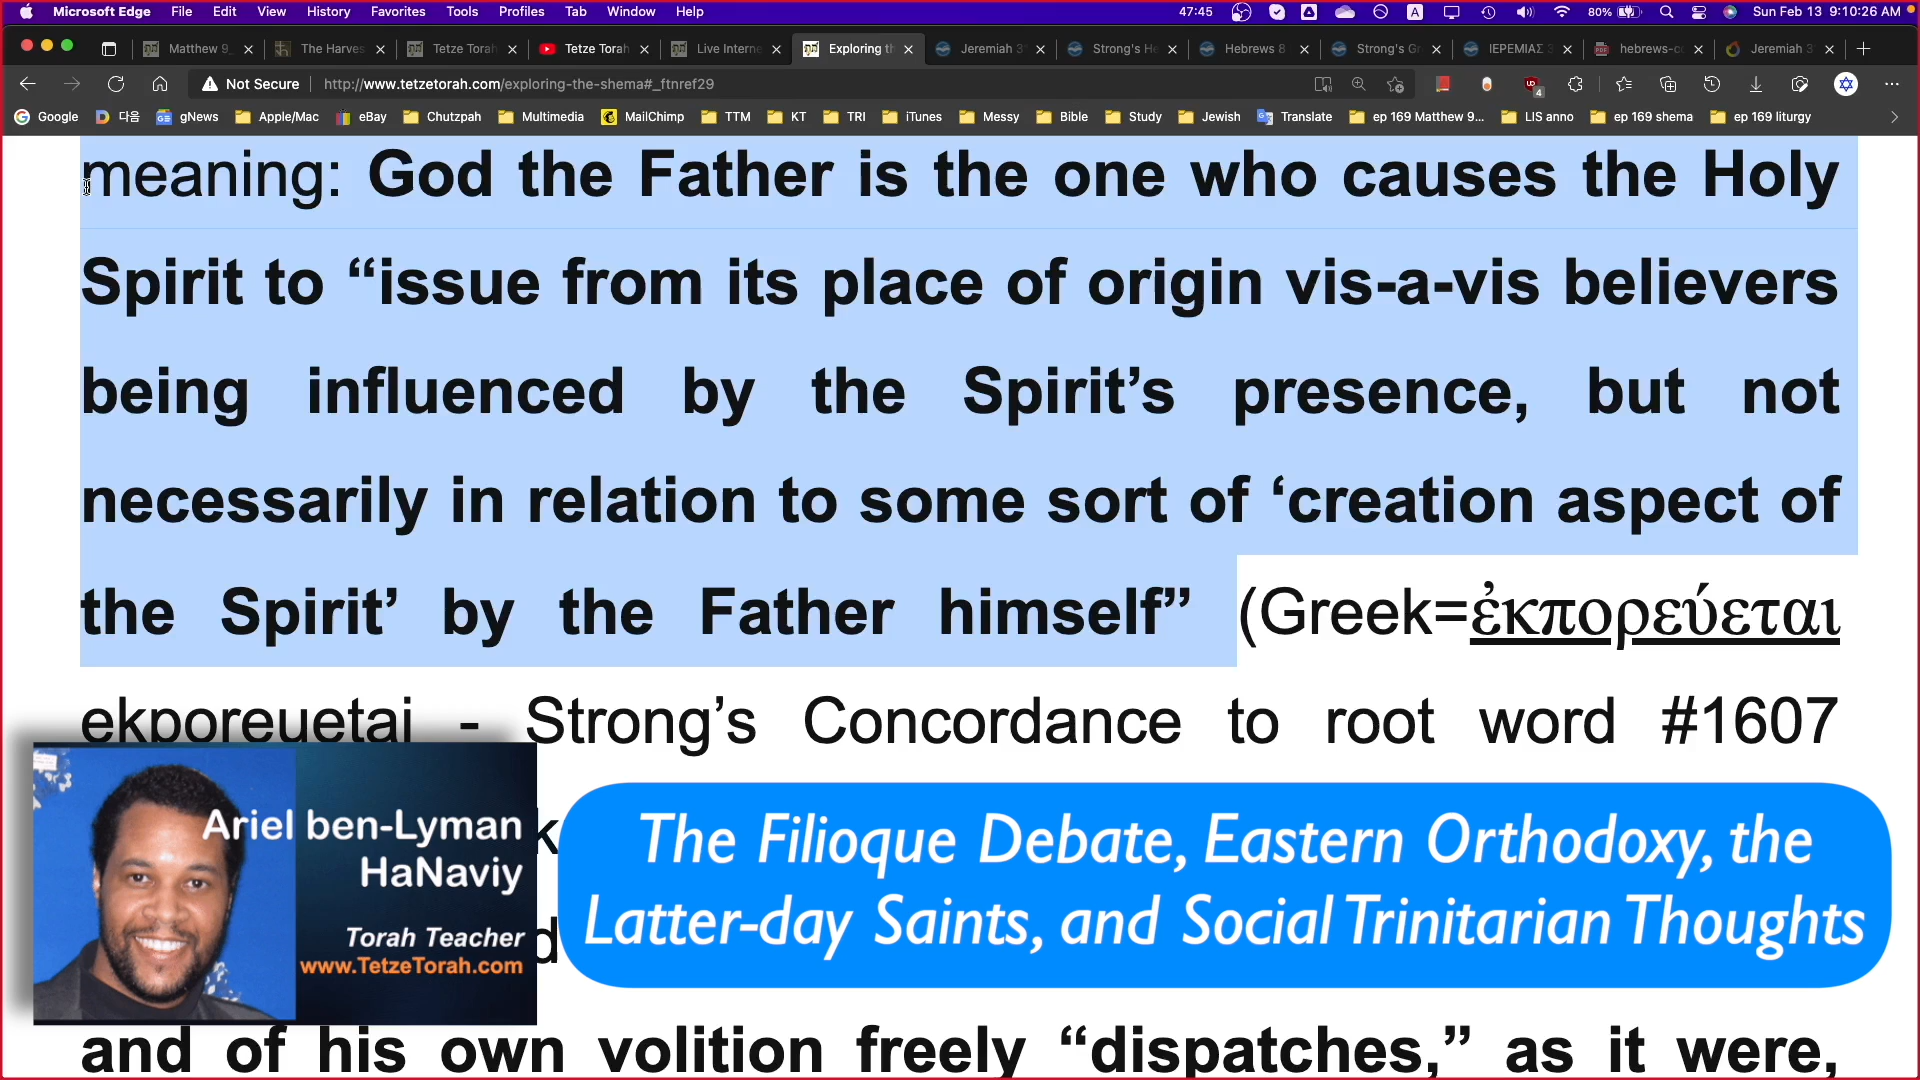 Microsoft Edge File Edit View History Favorites Tools Profiles Tab Window Help 47:45 A 80% Sun Feb 13 9:10:26 AM
Matthew 9_ The Harves Tetze Torah Tetze Torah Live Interne Exploring th Jeremiah 3 Strong's He Hebrews 8 Strong's Gr ΙΕΡΕΜΙΑΣ 3 hebrews-co Jeremiah 3
Not Secure http://www.tetzetorah.com/exploring-the-shema#_ftnref29
Google 다음 gNews Apple/Mac eBay Chutzpah Multimedia MailChimp TTM KT TRI iTunes Messy Bible Study Jewish Translate ep 169 Matthew 9... LIS anno ep 169 shema ep 169 liturgy
meaning: God the Father is the one who causes the Holy
Spirit to “issue from its place of origin vis-a-vis believers
being influenced by the Spirit’s presence, but not
necessarily in relation to some sort of ‘creation aspect of
the Spirit’ by the Father himself” (Greek=ἐκπορεύεται
ekporeuetai - Strong’s Concordance to root word #1607
Ariel ben-Lyman
HaNaviy
Torah Teacher
www.TetzeTorah.com
The Filioque Debate, Eastern Orthodoxy, the
Latter-day Saints, and Social Trinitarian Thoughts
and of his own volition freely “dispatches,” as it were,